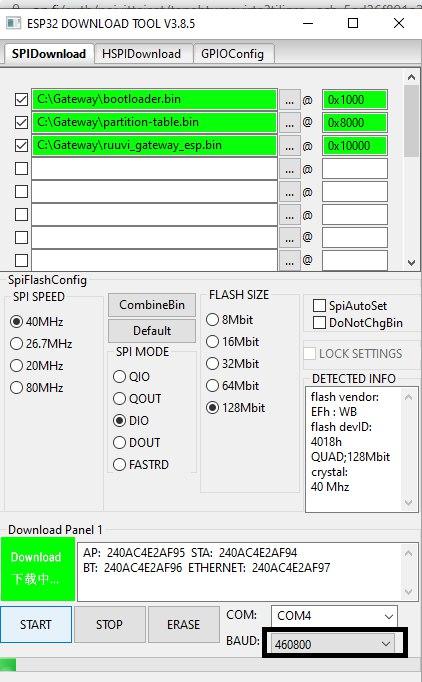 ESP32 DOWNLOAD TOOL V3.8.5
SPIDownload HSPIDownload GPIOConfig
C:\Gateway\bootloader.bin ... @ 0x1000
C:\Gateway\partition-table.bin ... @ 0x8000
C:\Gateway\ruuvi_gateway_esp.bin ... @ 0x10000
... @
... @
... @
... @
... @
SpiFlashConfig
SPI SPEED
40MHz
26.7MHz
20MHz
80MHz
CombineBin
Default
SPI MODE
QIO
QOUT
DIO
DOUT
FASTRD
FLASH SIZE
8Mbit
16Mbit
32Mbit
64Mbit
128Mbit
SpiAutoSet
DoNotChgBin
LOCK SETTINGS
DETECTED INFO
flash vendor:
EFh : WB
flash devID:
4018h
QUAD;128Mbit
crystal:
40 Mhz
Download Panel 1
Download
下载中...
AP: 240AC4E2AF95 STA: 240AC4E2AF94
BT: 240AC4E2AF96 ETHERNET: 240AC4E2AF97
START STOP ERASE
COM: COM4
BAUD: 460800